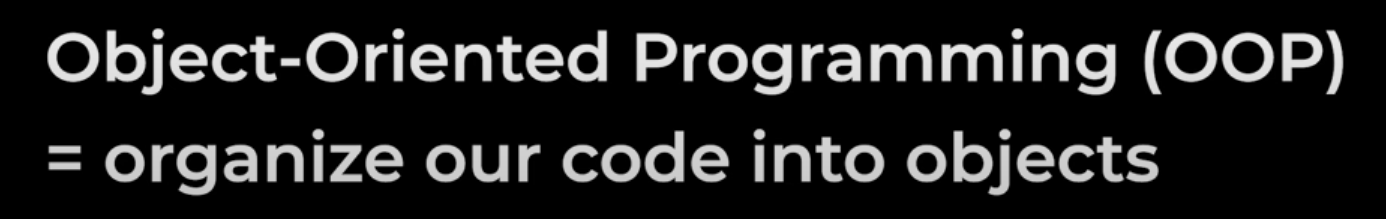 Object-Oriented Programming (OOP)
= organize our code into objects